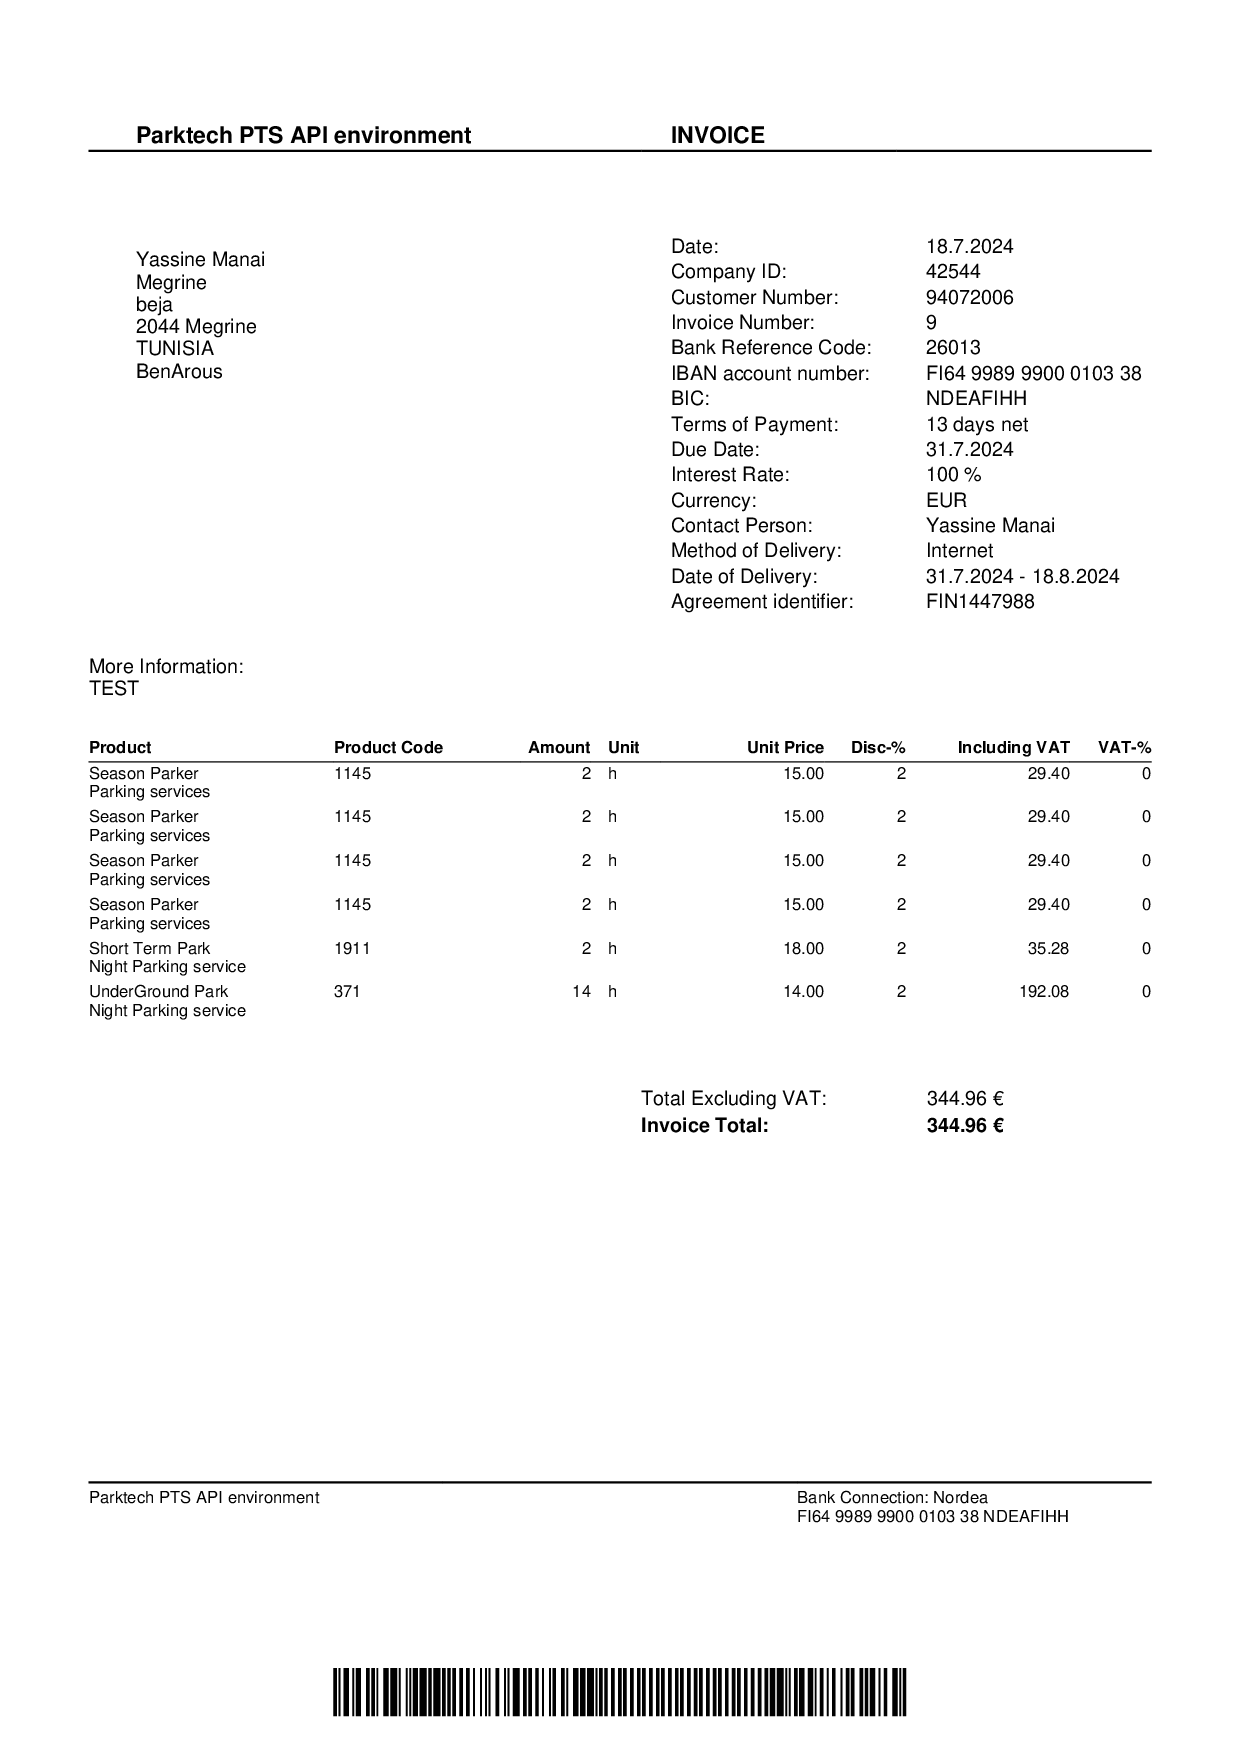 Parktech PTS API environment INVOICE
Yassine Manai
Megrine
beja
2044 Megrine
TUNISIA
BenArous
Date: 18.7.2024
Company ID: 42544
Customer Number: 94072006
Invoice Number: 9
Bank Reference Code: 26013
IBAN account number: FI64 9989 9900 0103 38
BIC: NDEAFIHH
Terms of Payment: 13 days net
Due Date: 31.7.2024
Interest Rate: 100 %
Currency: EUR
Contact Person: Yassine Manai
Method of Delivery: Internet
Date of Delivery: 31.7.2024 - 18.8.2024
Agreement identifier: FIN1447988
More Information:
TEST
Product Product Code Amount Unit Unit Price Disc-% Including VAT VAT-%
Season Parker 1145 2 h 15.00 2 29.40 0
Parking services
Season Parker 1145 2 h 15.00 2 29.40 0
Parking services
Season Parker 1145 2 h 15.00 2 29.40 0
Parking services
Season Parker 1145 2 h 15.00 2 29.40 0
Parking services
Short Term Park 1911 2 h 18.00 2 35.28 0
Night Parking service
UnderGround Park 371 14 h 14.00 2 192.08 0
Night Parking service
Total Excluding VAT: 344.96 €
Invoice Total: 344.96 €
Parktech PTS API environment Bank Connection: Nordea
FI64 9989 9900 0103 38 NDEAFIHH